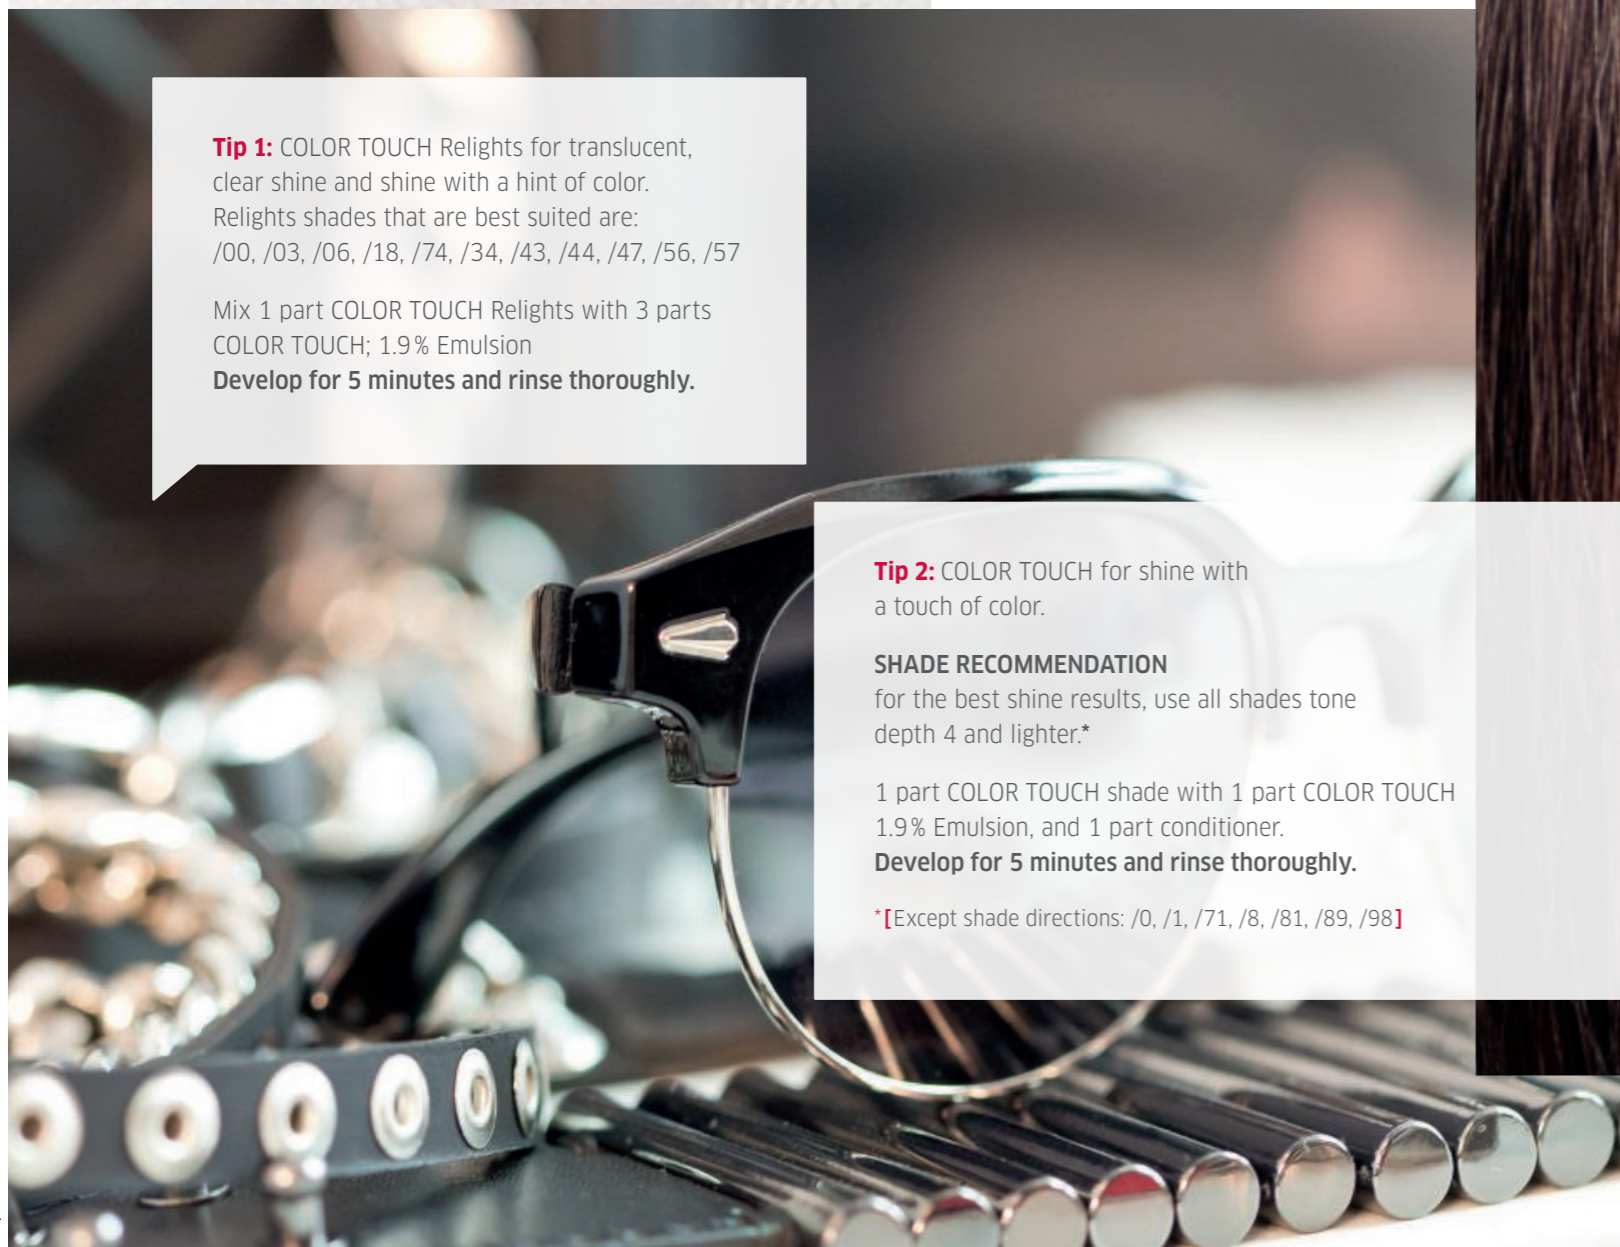 Tip 1: COLOR TOUCH Relights for translucent,
clear shine and shine with a hint of color.
Relights shades that are best suited are:
/00, /03, /06, /18, /74, /34, /43, /44, /47, /56, /57
Mix 1 part COLOR TOUCH Relights with 3 parts
COLOR TOUCH; 1.9% Emulsion
Develop for 5 minutes and rinse thoroughly.
Tip 2: COLOR TOUCH for shine with
a touch of color.
SHADE RECOMMENDATION
for the best shine results, use all shades tone
depth 4 and lighter.*
1 part COLOR TOUCH shade with 1 part COLOR TOUCH
1.9% Emulsion, and 1 part conditioner.
Develop for 5 minutes and rinse thoroughly.
*[Except shade directions: /0, /1, /71, /8, /81, /89, /98]